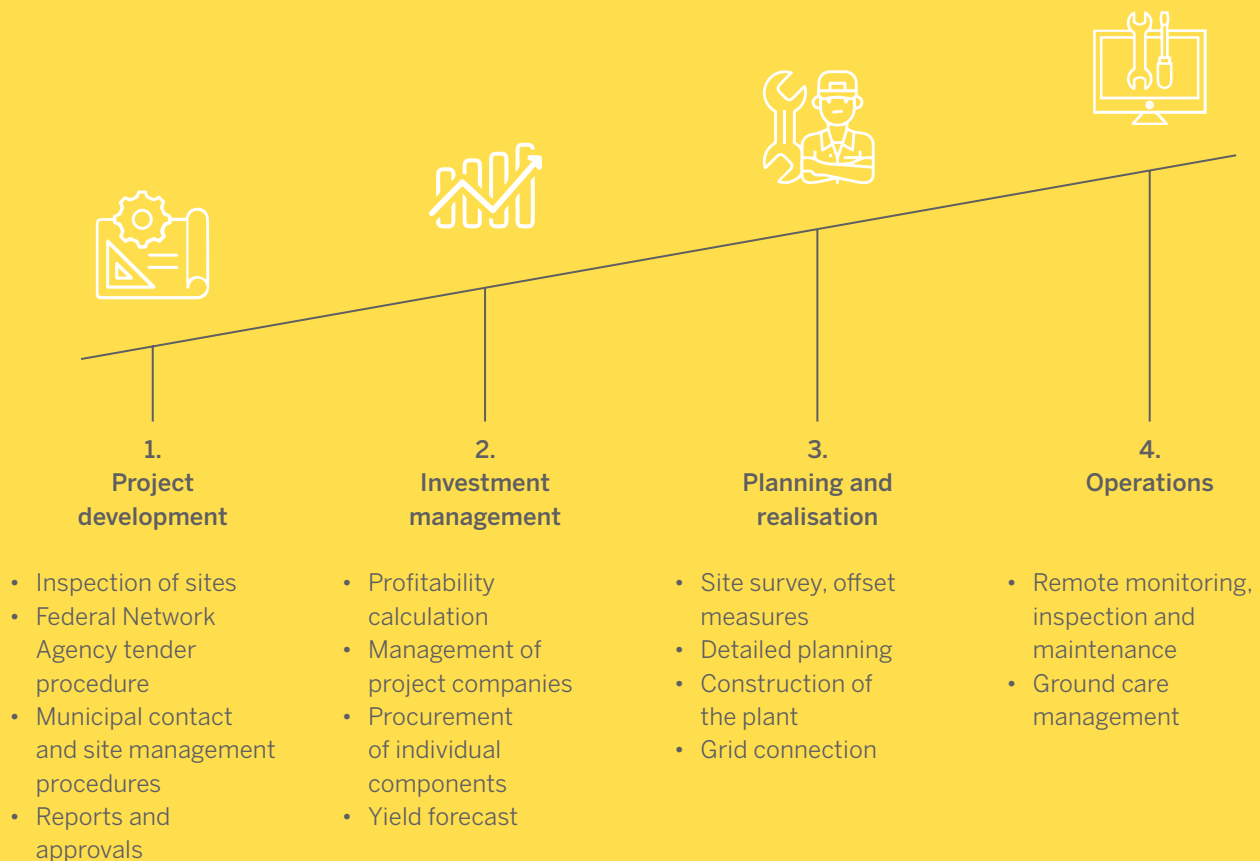 1.
Project
development
• Inspection of sites
• Federal Network
Agency tender
procedure
• Municipal contact
and site management
procedures
• Reports and
approvals
2.
Investment
management
• Profitability
calculation
• Management of
project companies
• Procurement
of individual
components
• Yield forecast
3.
Planning and
realisation
• Site survey, offset
measures
• Detailed planning
• Construction of
the plant
• Grid connection
4.
Operations
• Remote monitoring,
inspection and
maintenance
• Ground care
management